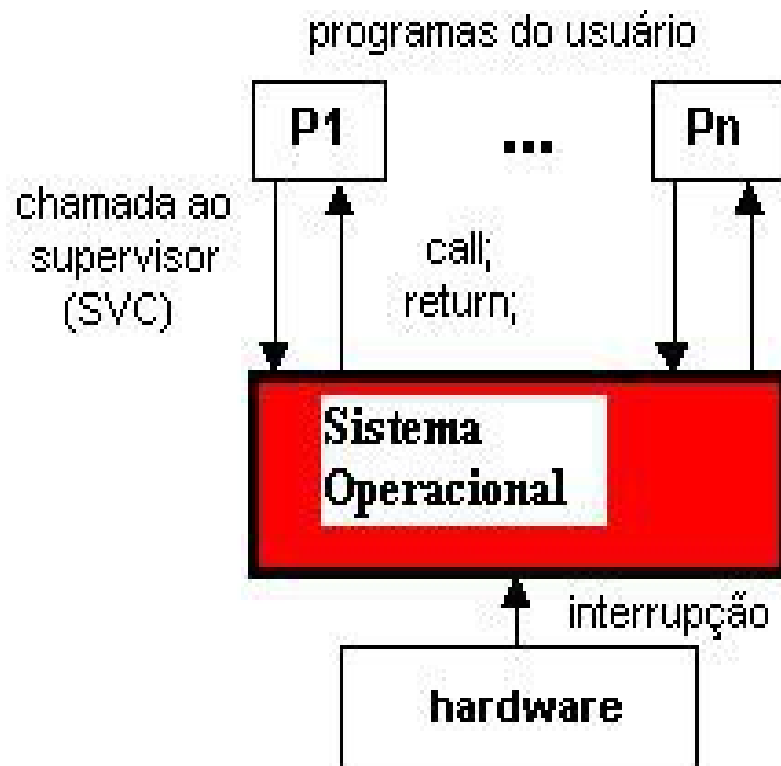 programas do usuário
P1
...
Pn
chamada ao
supervisor
(SVC)
call;
return;
Sistema
Operacional
interrupção
hardware